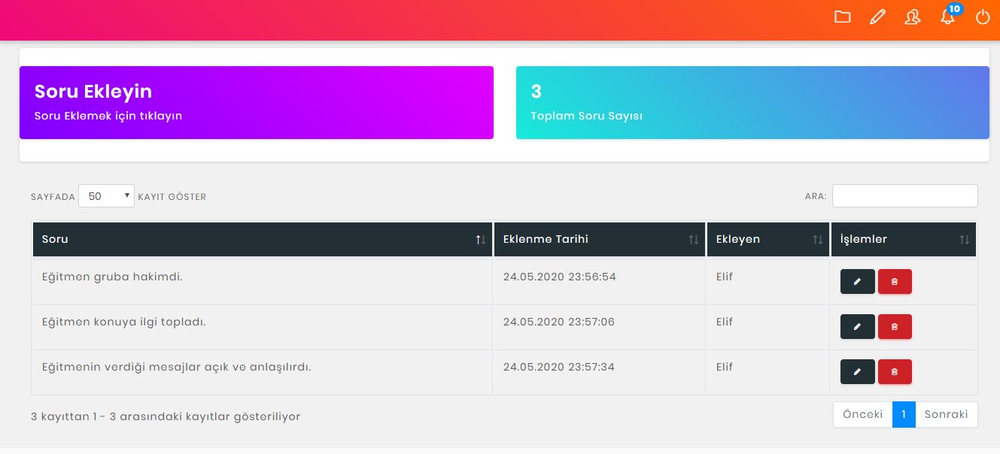 10
Soru Ekleyin
Soru Eklemek için tıklayın
3
Toplam Soru Sayısı
SAYFADA 50 KAYIT GÖSTER
ARA:
Soru Eklenme Tarihi Ekleyen İşlemler
Eğitmen gruba hakimdi. 24.05.2020 23:56:54 Elif
Eğitmen konuya ilgi topladı. 24.05.2020 23:57:06 Elif
Eğitmenin verdiği mesajlar açık ve anlaşılırdı. 24.05.2020 23:57:34 Elif
3 kayıttan 1 - 3 arasındaki kayıtlar gösteriliyor
Önceki 1 Sonraki